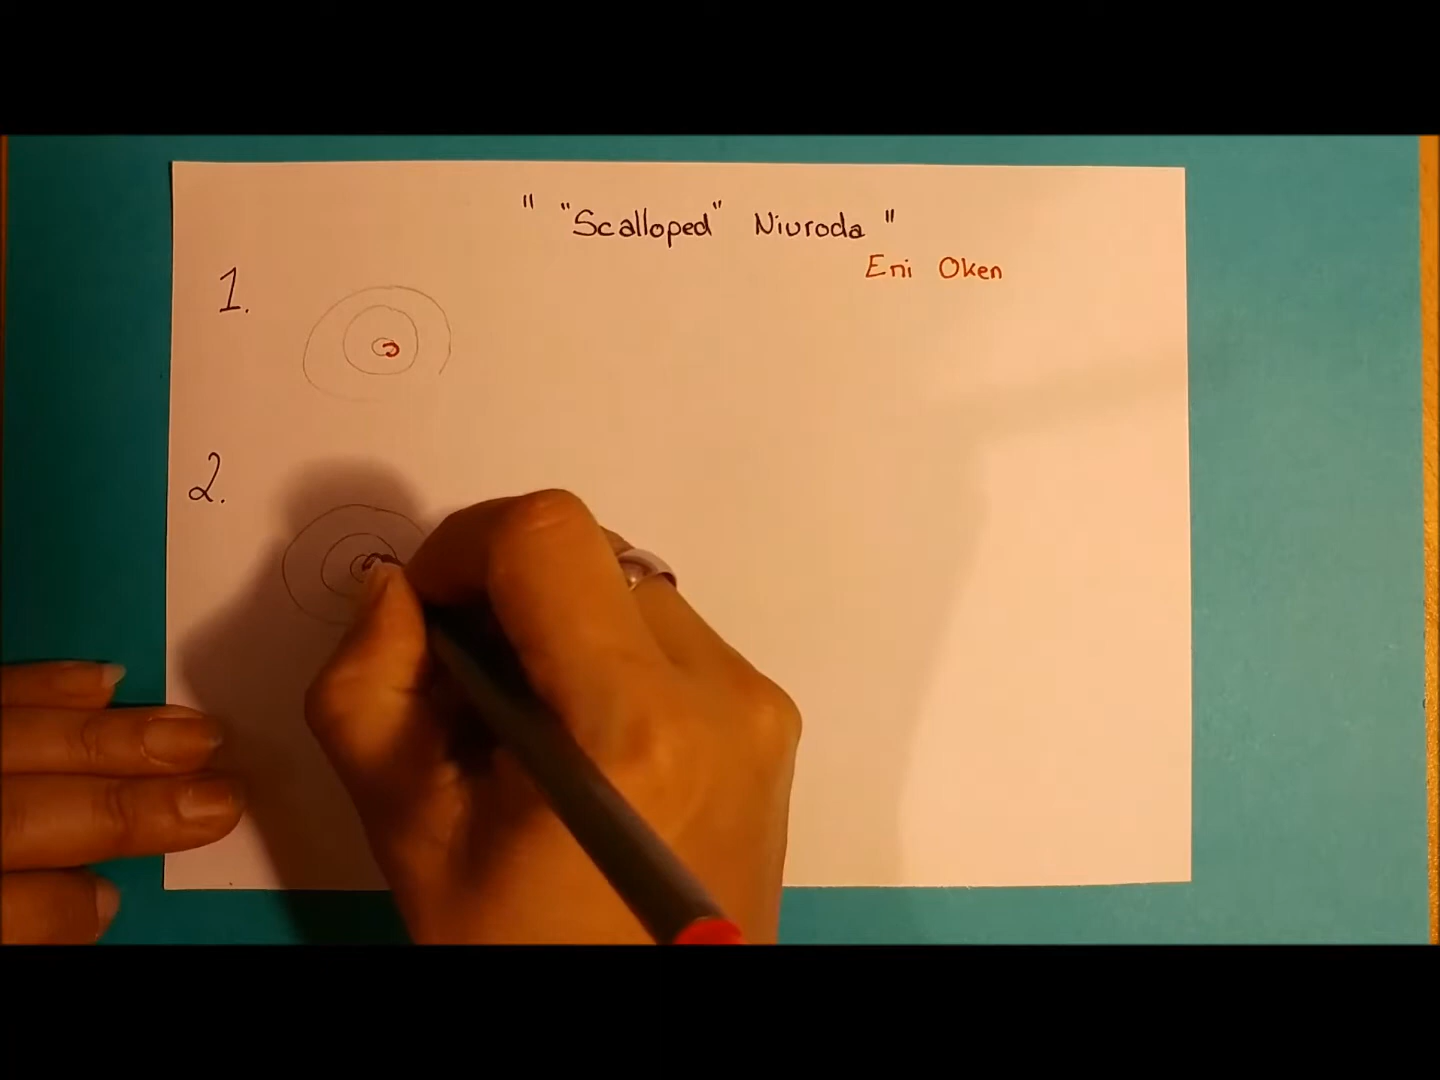 " "Scalloped" Niuroda "
Eni Oken
1.
2.